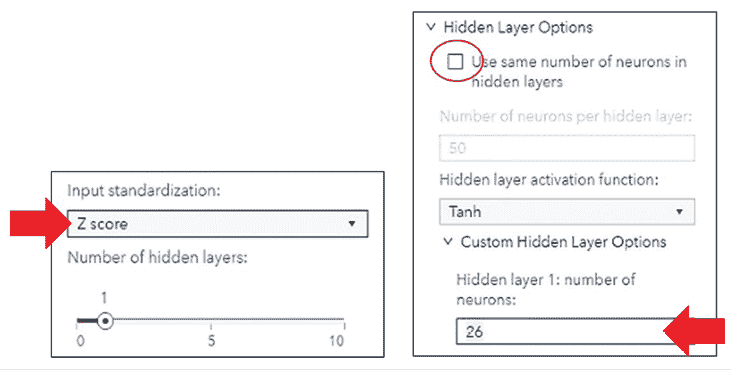 Input standardization:
Z score
Number of hidden layers:
1
0 5 10
Hidden Layer Options
Use same number of neurons in
hidden layers
Number of neurons per hidden layer:
50
Hidden layer activation function:
Tanh
Custom Hidden Layer Options
Hidden layer 1: number of
neurons:
26